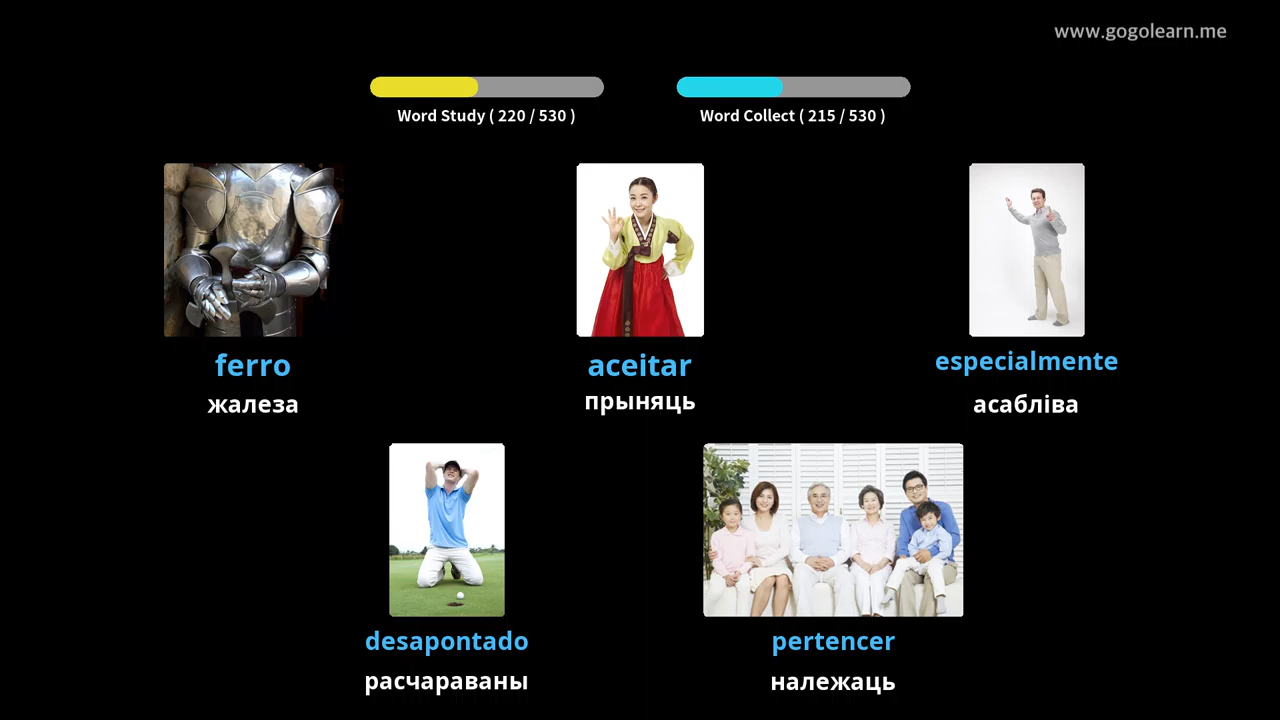 www.gogolearn.me
Word Study ( 220 / 530 )
Word Collect ( 215 / 530 )
ferro
жалеза
aceitar
прыняць
especialmente
асабліва
desapontado
расчараваны
pertencer
належаць